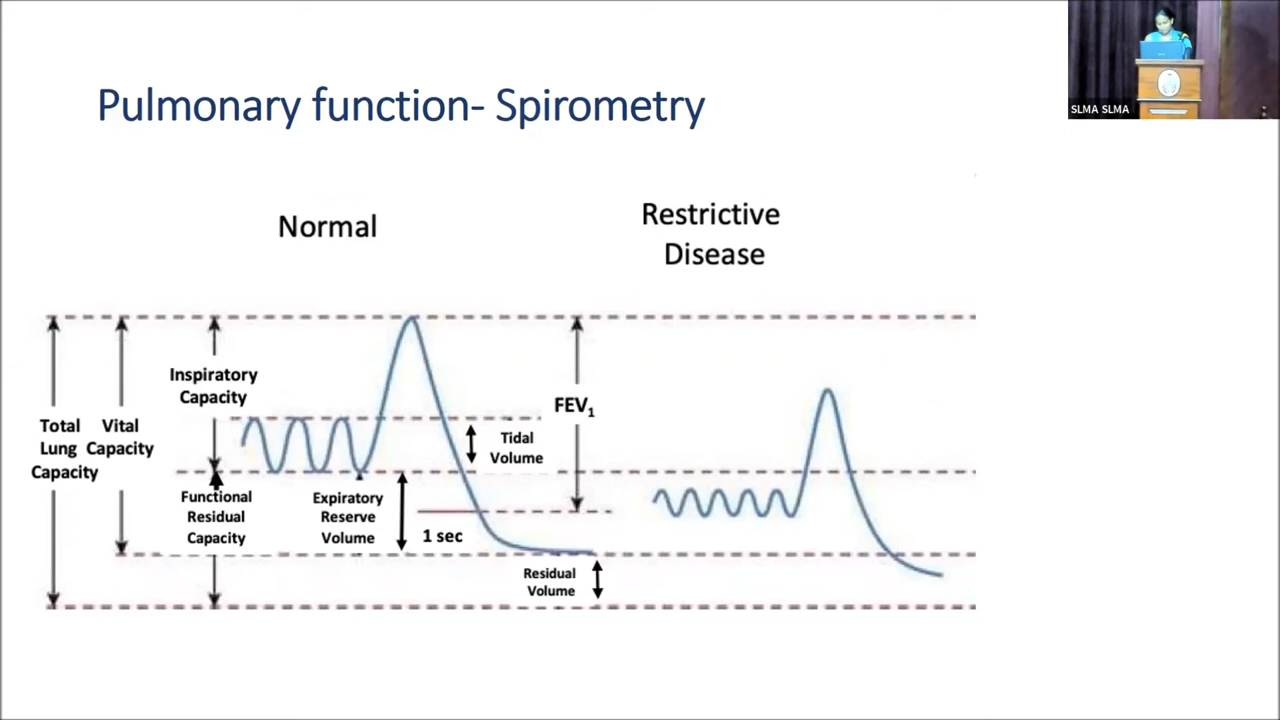 Pulmonary function- Spirometry
SLMA SLMA
Normal
Restrictive
Disease
Inspiratory
Capacity
FEV₁
Total
Lung
Capacity
Vital
Capacity
Tidal
Volume
Functional
Residual
Capacity
Expiratory
Reserve
Volume
1 sec
Residual
Volume